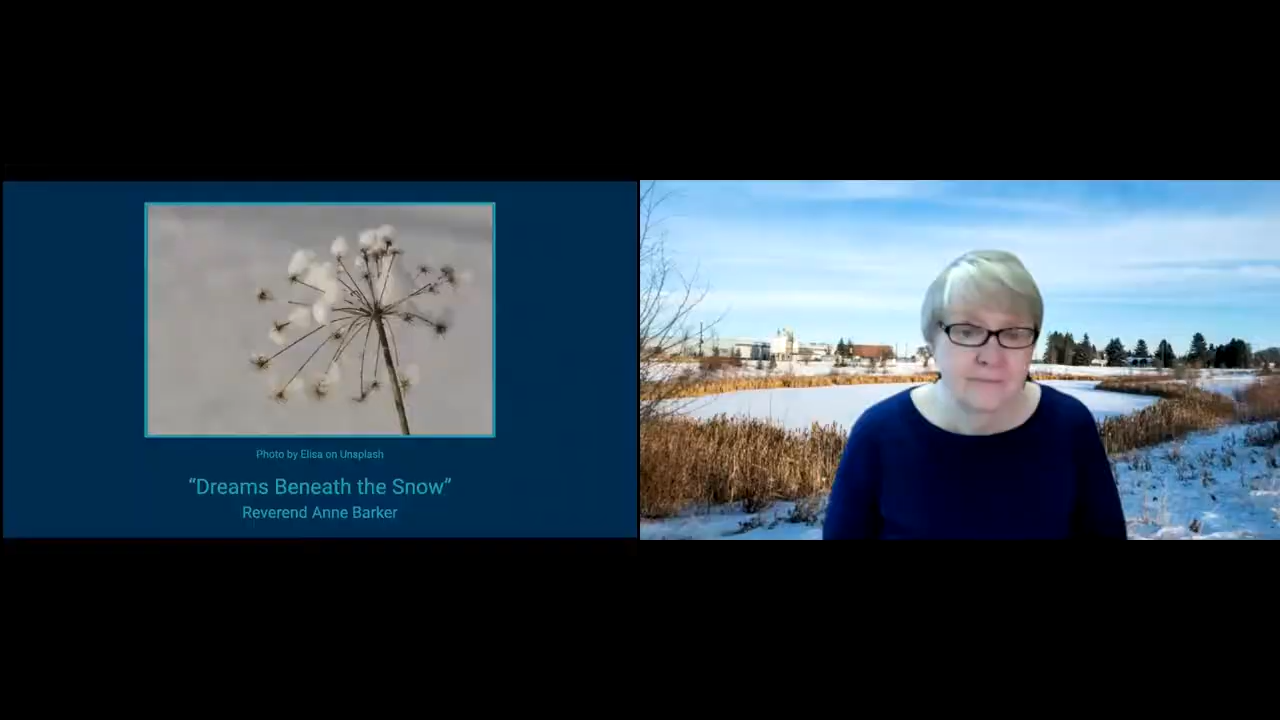 Photo by Elisa on Unsplash
“Dreams Beneath the Snow”
Reverend Anne Barker